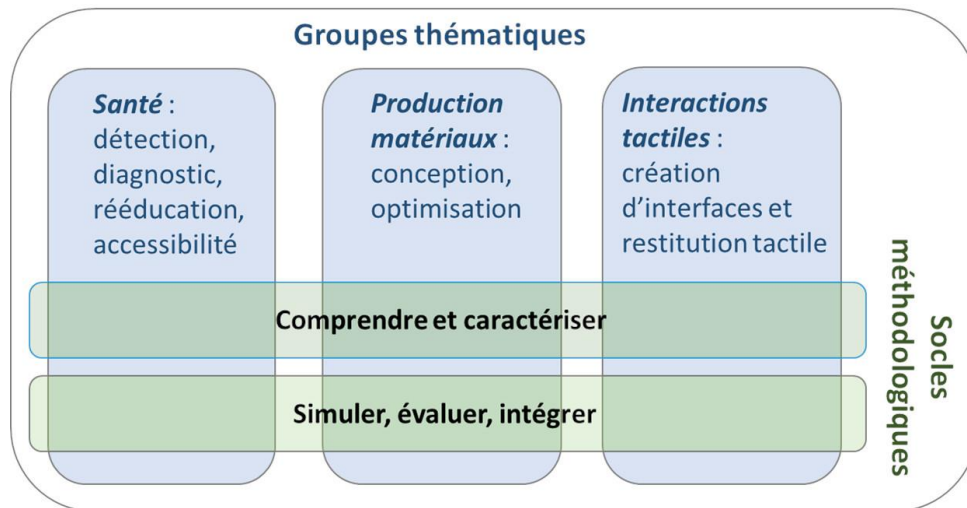 Groupes thématiques
Santé :
détection,
diagnostic,
rééducation,
accessibilité
Production
matériaux :
conception,
optimisation
Interactions
tactiles :
création
d'interfaces et
restitution tactile
Comprendre et caractériser
Simuler, évaluer, intégrer
Socles
méthodologiques